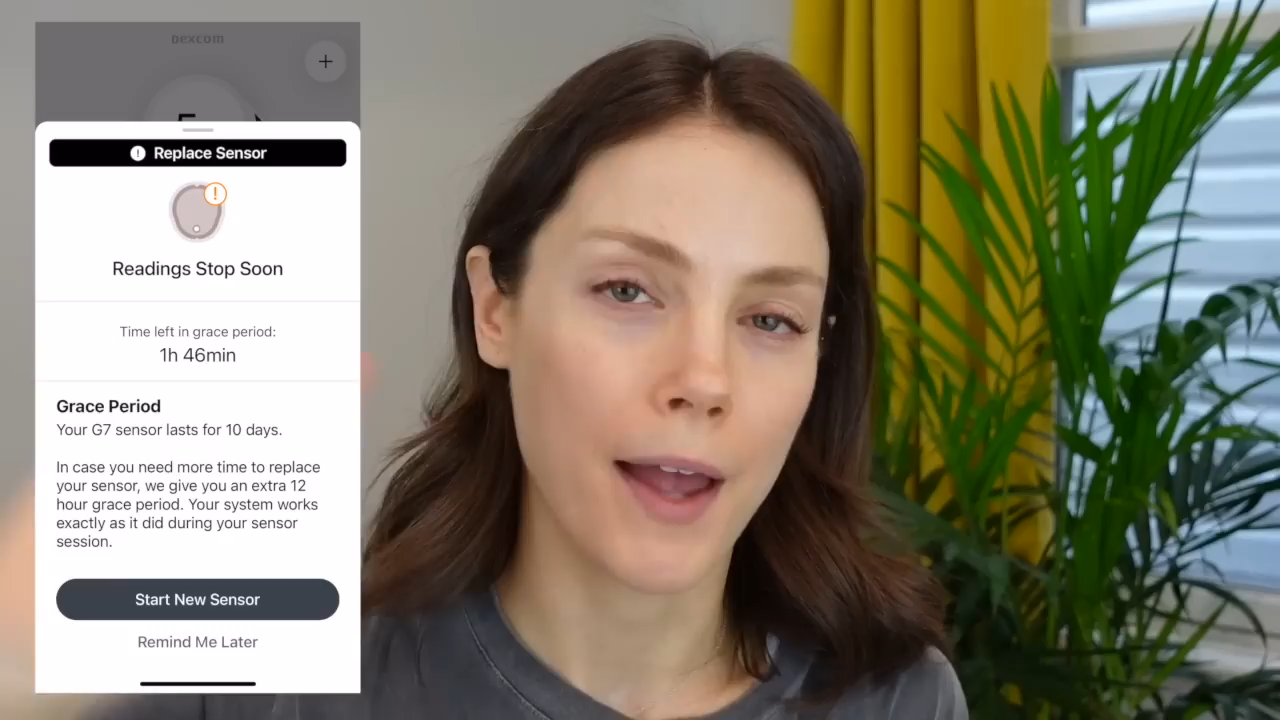 Dexcom
+
Replace Sensor
Readings Stop Soon
Time left in grace period:
1h 46min
Grace Period
Your G7 sensor lasts for 10 days.
In case you need more time to replace
your sensor, we give you an extra 12
hour grace period. Your system works
exactly as it did during your sensor
session.
Start New Sensor
Remind Me Later